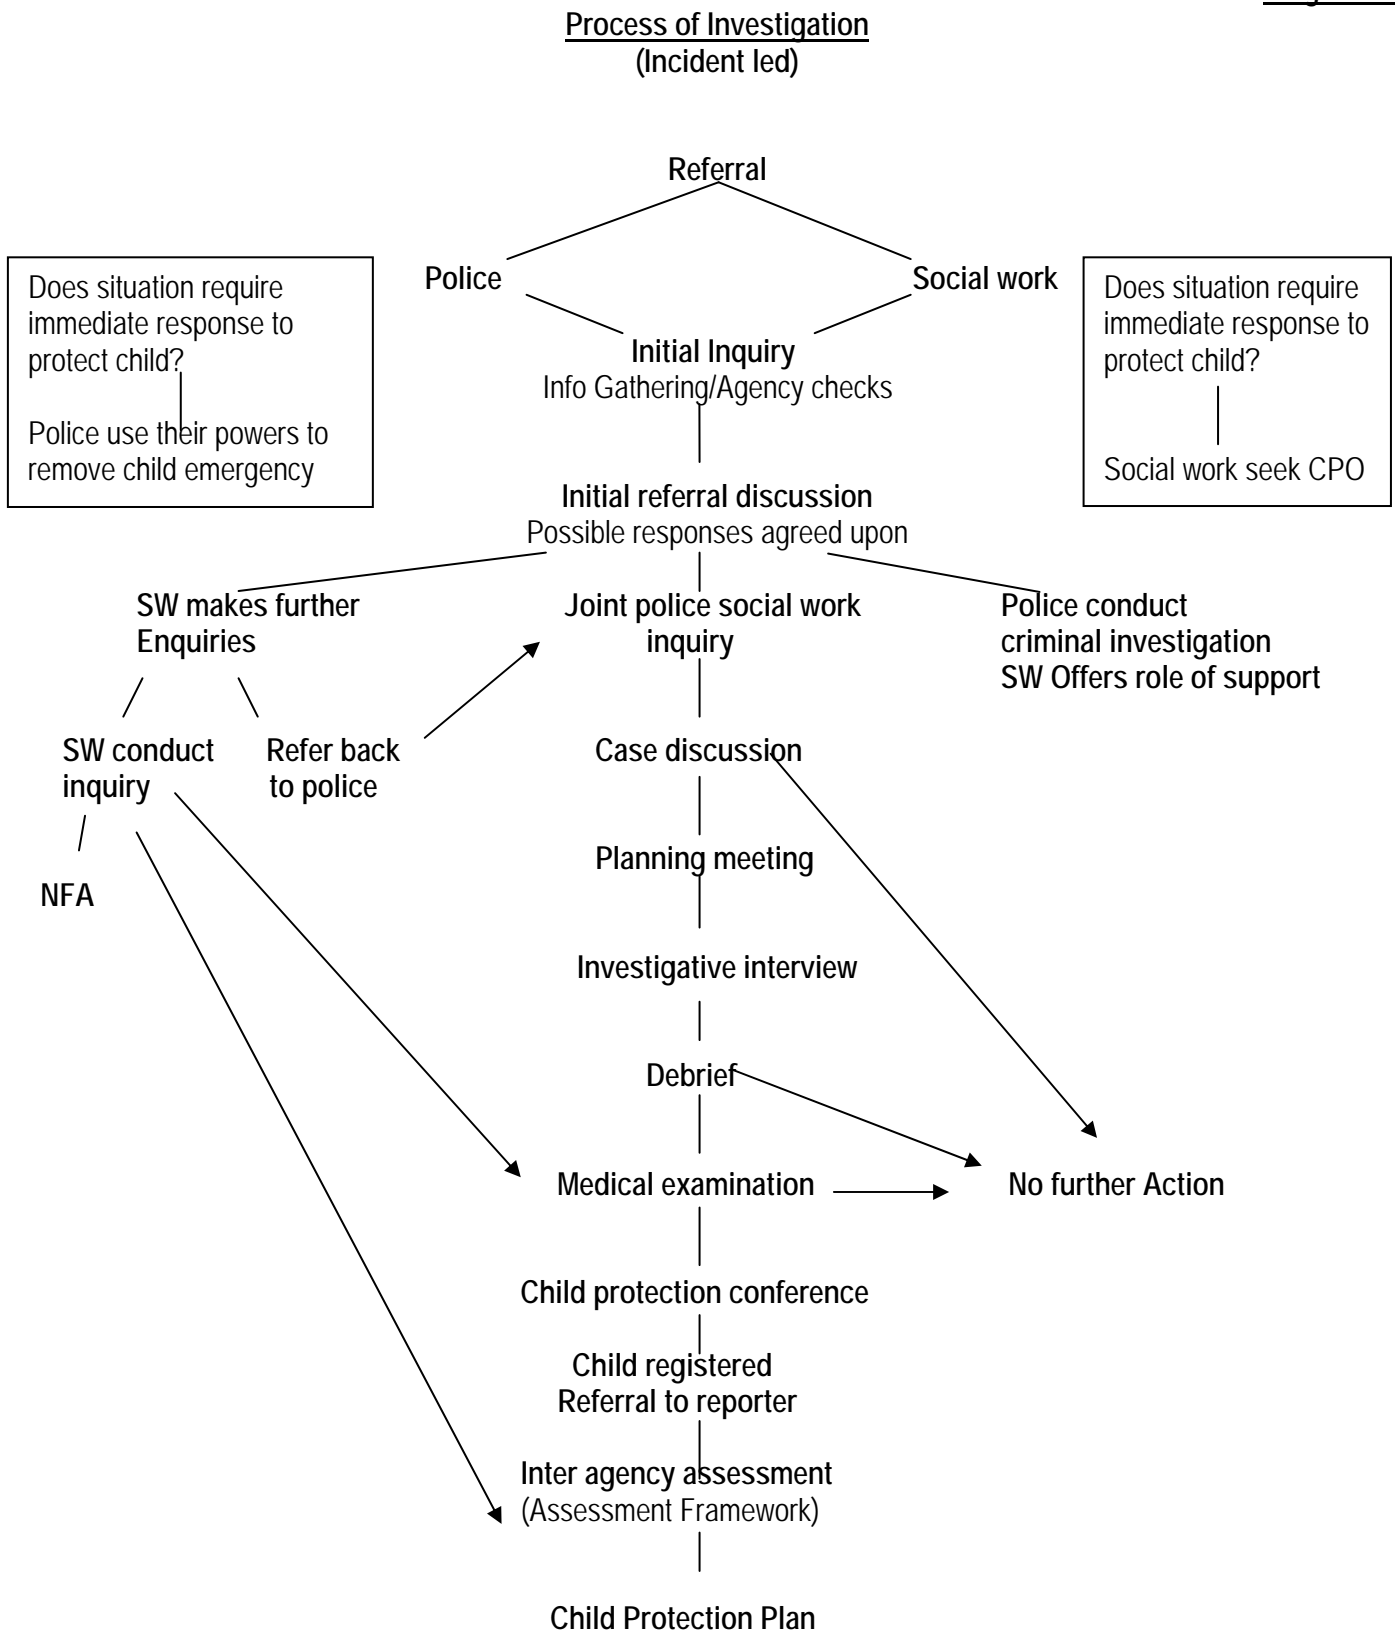 Process of Investigation
(Incident led)
Referral
Police
Social work
Does situation require
immediate response to
protect child?
Police use their powers to
remove child emergency
Does situation require
immediate response to
protect child?
Social work seek CPO
Initial Inquiry
Info Gathering/Agency checks
Initial referral discussion
Possible responses agreed upon
SW makes further
Enquiries
Joint police social work
inquiry
Police conduct
criminal investigation
SW Offers role of support
SW conduct
inquiry
Refer back
to police
Case discussion
Planning meeting
NFA
Investigative interview
Debrief
Medical examination
No further Action
Child protection conference
Child registered
Referral to reporter
Inter agency assessment
(Assessment Framework)
Child Protection Plan